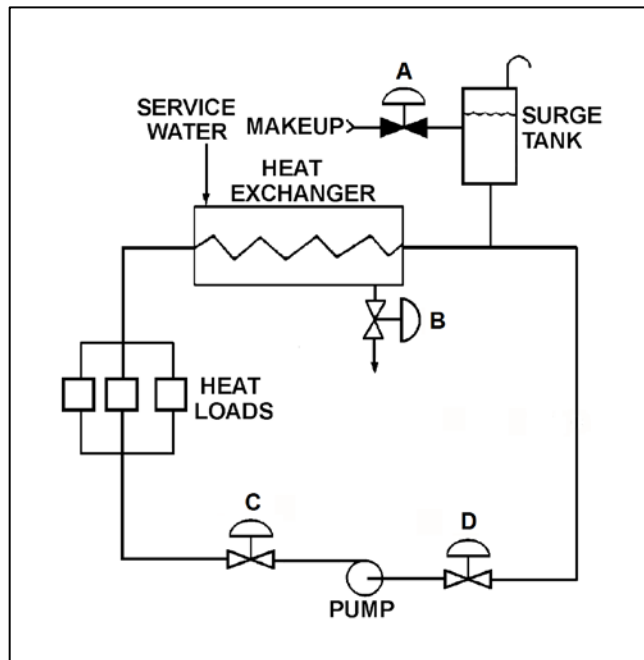 A
SERVICE
WATER
MAKEUP
SURGE
TANK
HEAT
EXCHANGER
B
HEAT
LOADS
C
D
PUMP